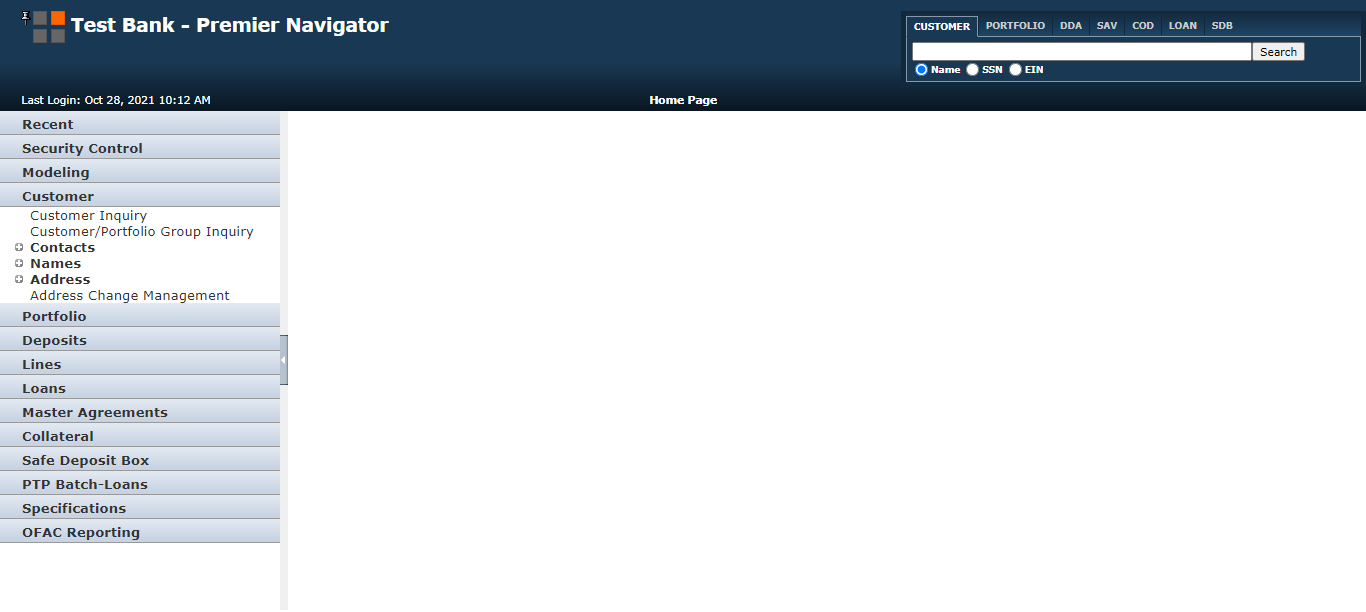 Test Bank - Premier Navigator
CUSTOMER PORTFOLIO DDA SAV COD LOAN SDB
Search
Name SSN EIN
Last Login: Oct 28, 2021 10:12 AM
Home Page
Recent
Security Control
Modeling
Customer
Customer Inquiry
Customer/Portfolio Group Inquiry
Contacts
Names
Address
Address Change Management
Portfolio
Deposits
Lines
Loans
Master Agreements
Collateral
Safe Deposit Box
PTP Batch-Loans
Specifications
OFAC Reporting